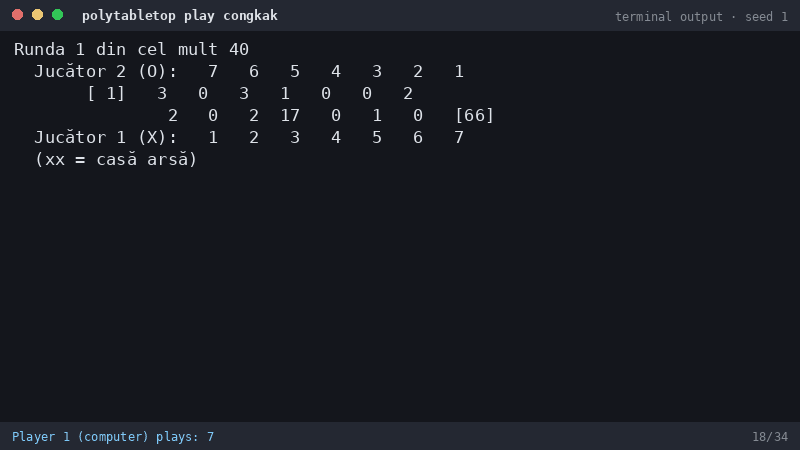 polytabletop play congkak
terminal output · seed 1
Runda 1 din cel mult 40
Jucător 2 (O): 7 6 5 4 3 2 1
[ 1] 3 0 3 1 0 0 2
2 0 2 17 0 1 0 [66]
Jucător 1 (X): 1 2 3 4 5 6 7
(xx = casă arsă)
Player 1 (computer) plays: 7
18/34